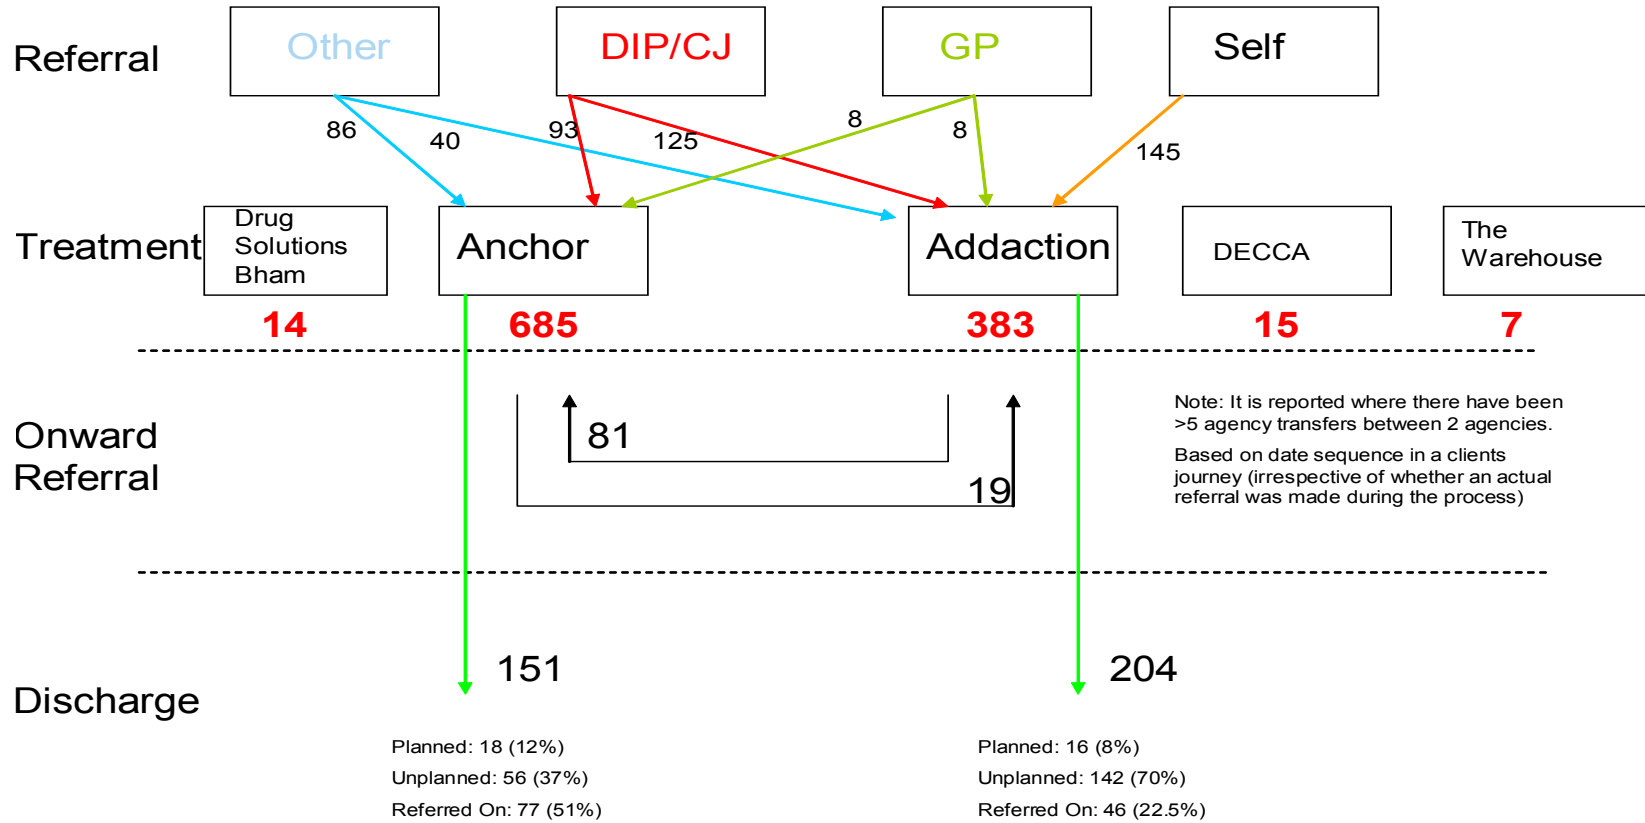 Referral
Other
DIP/CJ
GP
Self
86
40
93
125
8
8
145
Treatment
Drug
Solutions
Bham
Anchor
Addaction
DECCA
The
Warehouse
14
685
383
15
7
Onward
Referral
81
19
Note: It is reported where there have been
>5 agency transfers between 2 agencies.
Based on date sequence in a clients
journey (irrespective of whether an actual
referral was made during the process)
Discharge
151
204
Planned: 18 (12%)
Unplanned: 56 (37%)
Referred On: 77 (51%)
Planned: 16 (8%)
Unplanned: 142 (70%)
Referred On: 46 (22.5%)